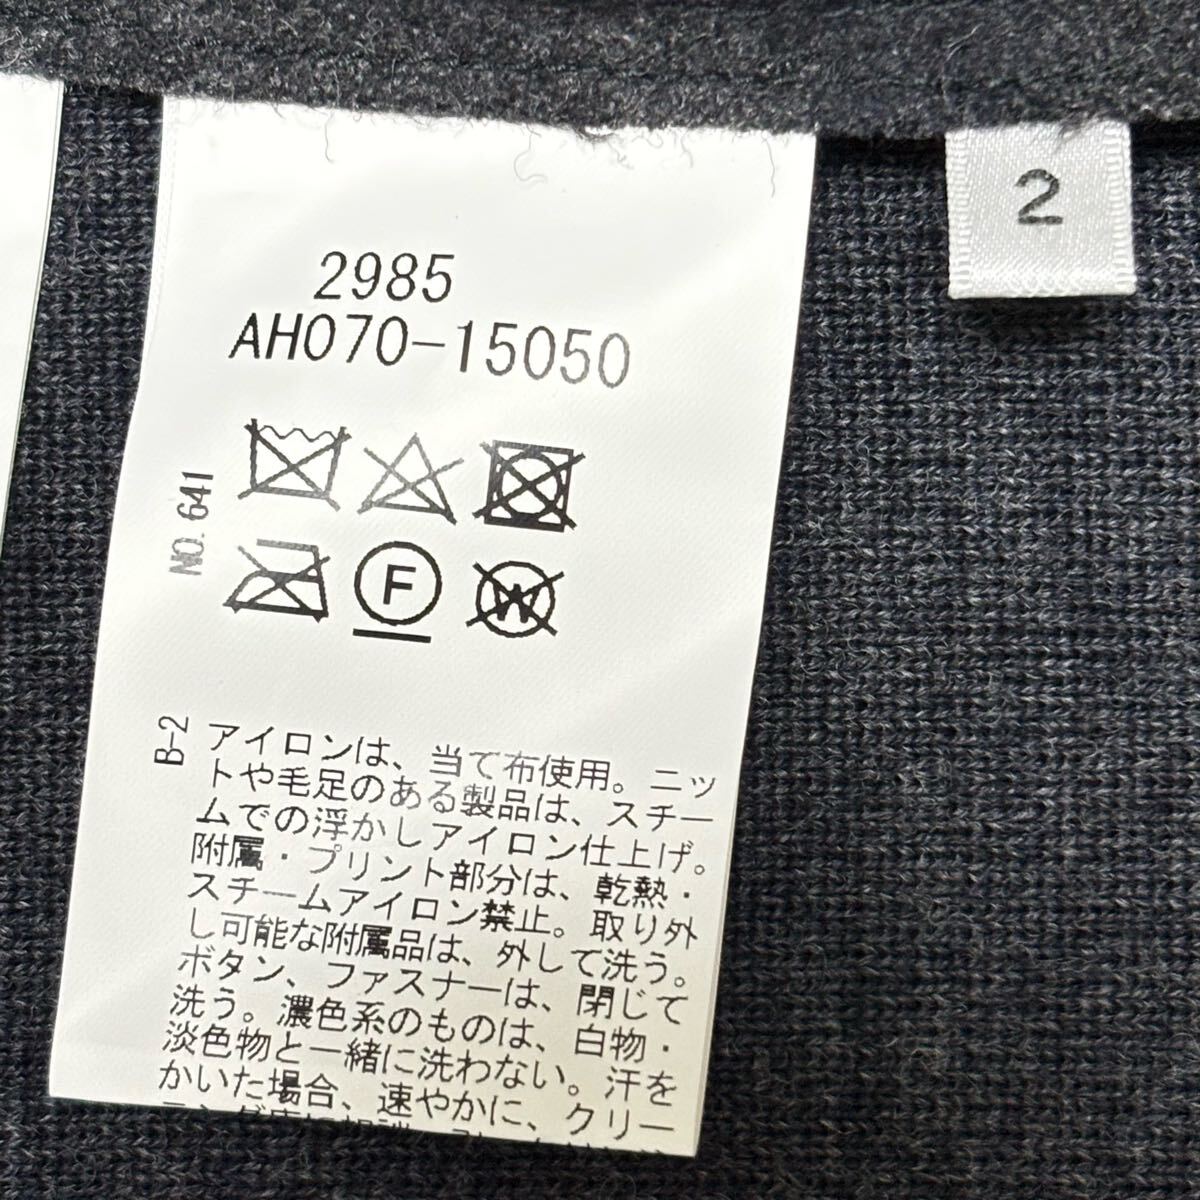 2
2985
AH070-15050
NO. 641
F
W
B-2
アイロンは、当て布使用。ニッ
トや毛足のある製品は、スチー
ムでの浮かしアイロン仕上げ。
附属・プリント部分は、乾熱・
スチームアイロン禁止。取り外
し可能な附属品は、外して洗う。
ボタン、ファスナーは、閉じて
洗う。濃色系のものは、白物・
淡色物と一緒に洗わない。汗を
かいた場合、速やかに、クリー